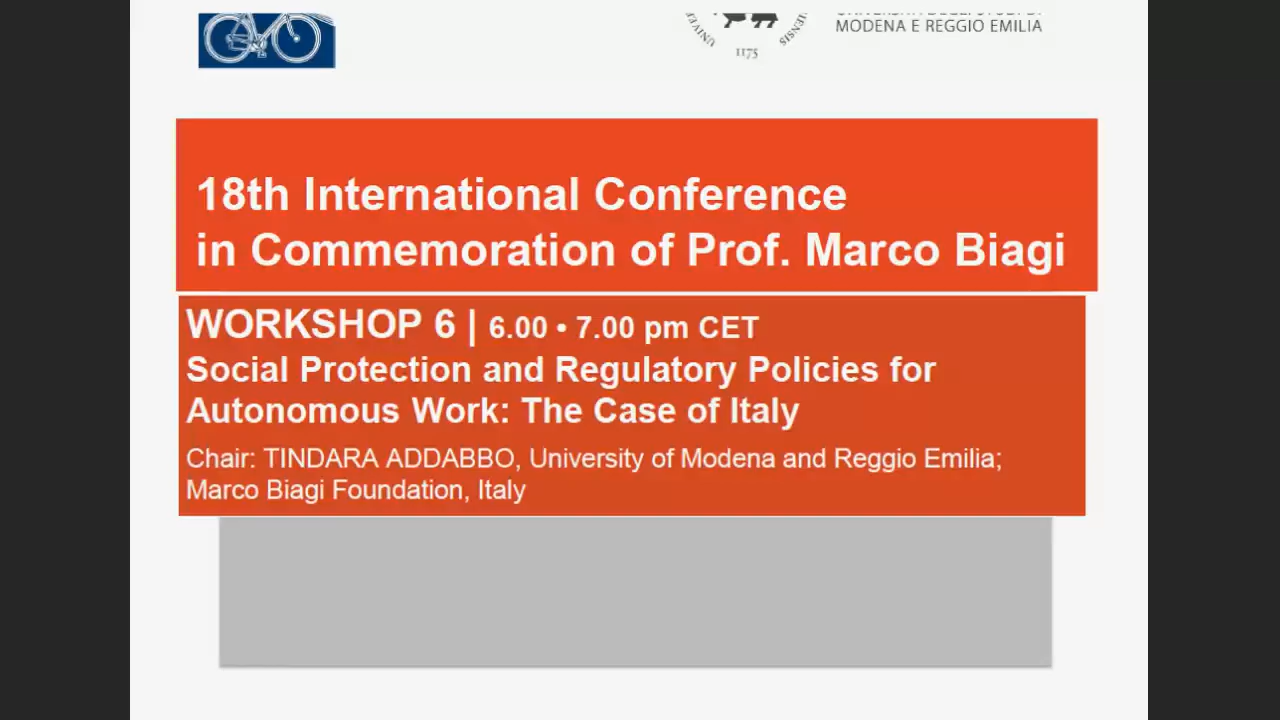 1175
MODENA E REGGIO EMILIA
18th International Conference
in Commemoration of Prof. Marco Biagi
WORKSHOP 6 | 6.00 • 7.00 pm CET
Social Protection and Regulatory Policies for
Autonomous Work: The Case of Italy
Chair: TINDARA ADDABBO, University of Modena and Reggio Emilia;
Marco Biagi Foundation, Italy